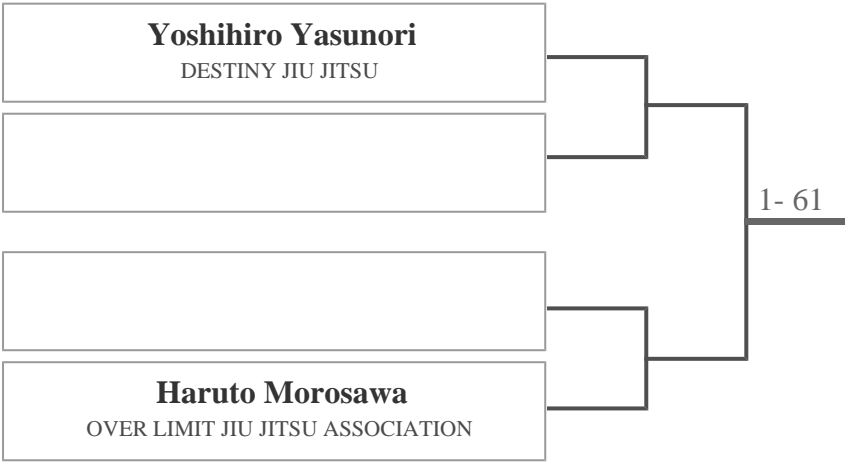 Yoshihiro Yasunori
DESTINY JIU JITSU
1- 61
Haruto Morosawa
OVER LIMIT JIU JITSU ASSOCIATION